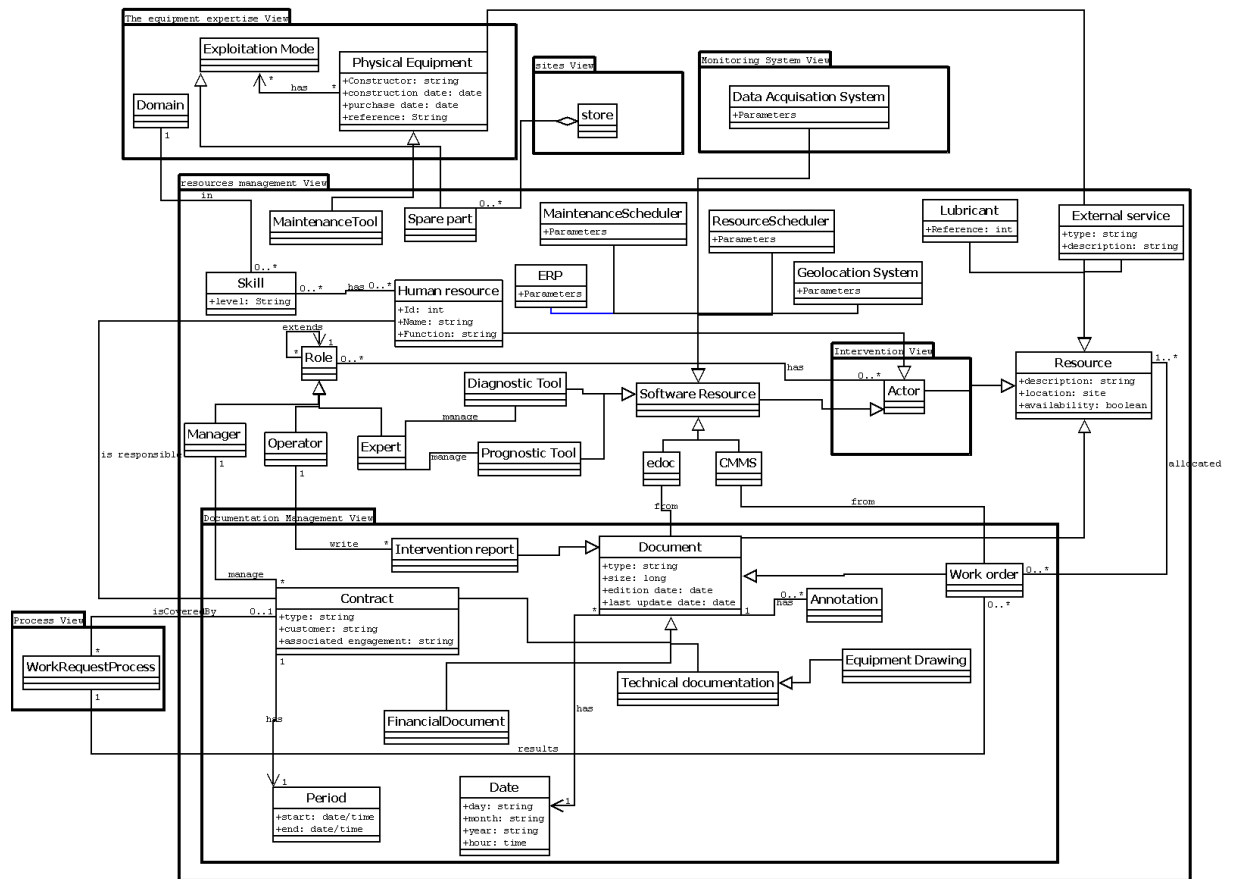 The equipment expertise View
Exploitation Mode
Physical Equipment
+Constructor: string
+construction date: date
+purchase date: date
+reference: String
*
has
*
Domain
1
sites View
store
Monitoring System View
Data Acquisation System
+Parameters
resources management View
in
MaintenanceTool
Spare part
0..*
MaintenanceScheduler
+Parameters
ResourceScheduler
+Parameters
Lubricant
+Reference: int
External service
+type: string
+description: string
0..*
Skill
+level: String
0..*
has
0..*
Human resource
+Id: int
+Name: string
+Function: string
ERP
+Parameters
Geolocation System
+Parameters
extends
1
*
Role
0..*
has
0..*
Intervention View
Actor
Resource
+description: string
+location: site
+availability: boolean
1..*
Diagnostic Tool
Software Resource
manage
Manager
1
Operator
1
Expert
manage
Prognostic Tool
edoc
CMMS
is responsible
allocated
from
from
Documentation Management View
write
*
Intervention report
Document
+type: string
+size: long
+edition date: date
+last update date: date
*
1
has
0..*
Annotation
Work order
0..*
0..*
manage
*
Contract
+type: string
+customer: string
+associated engagement: string
isCoveredBy
0..1
1
Process View
*
WorkRequestProcess
1
Technical documentation
Equipment Drawing
FinancialDocument
has
has
results
1
Period
+start: date/time
+end: date/time
Date
+day: string
+month: string
+year: string
+hour: time
1